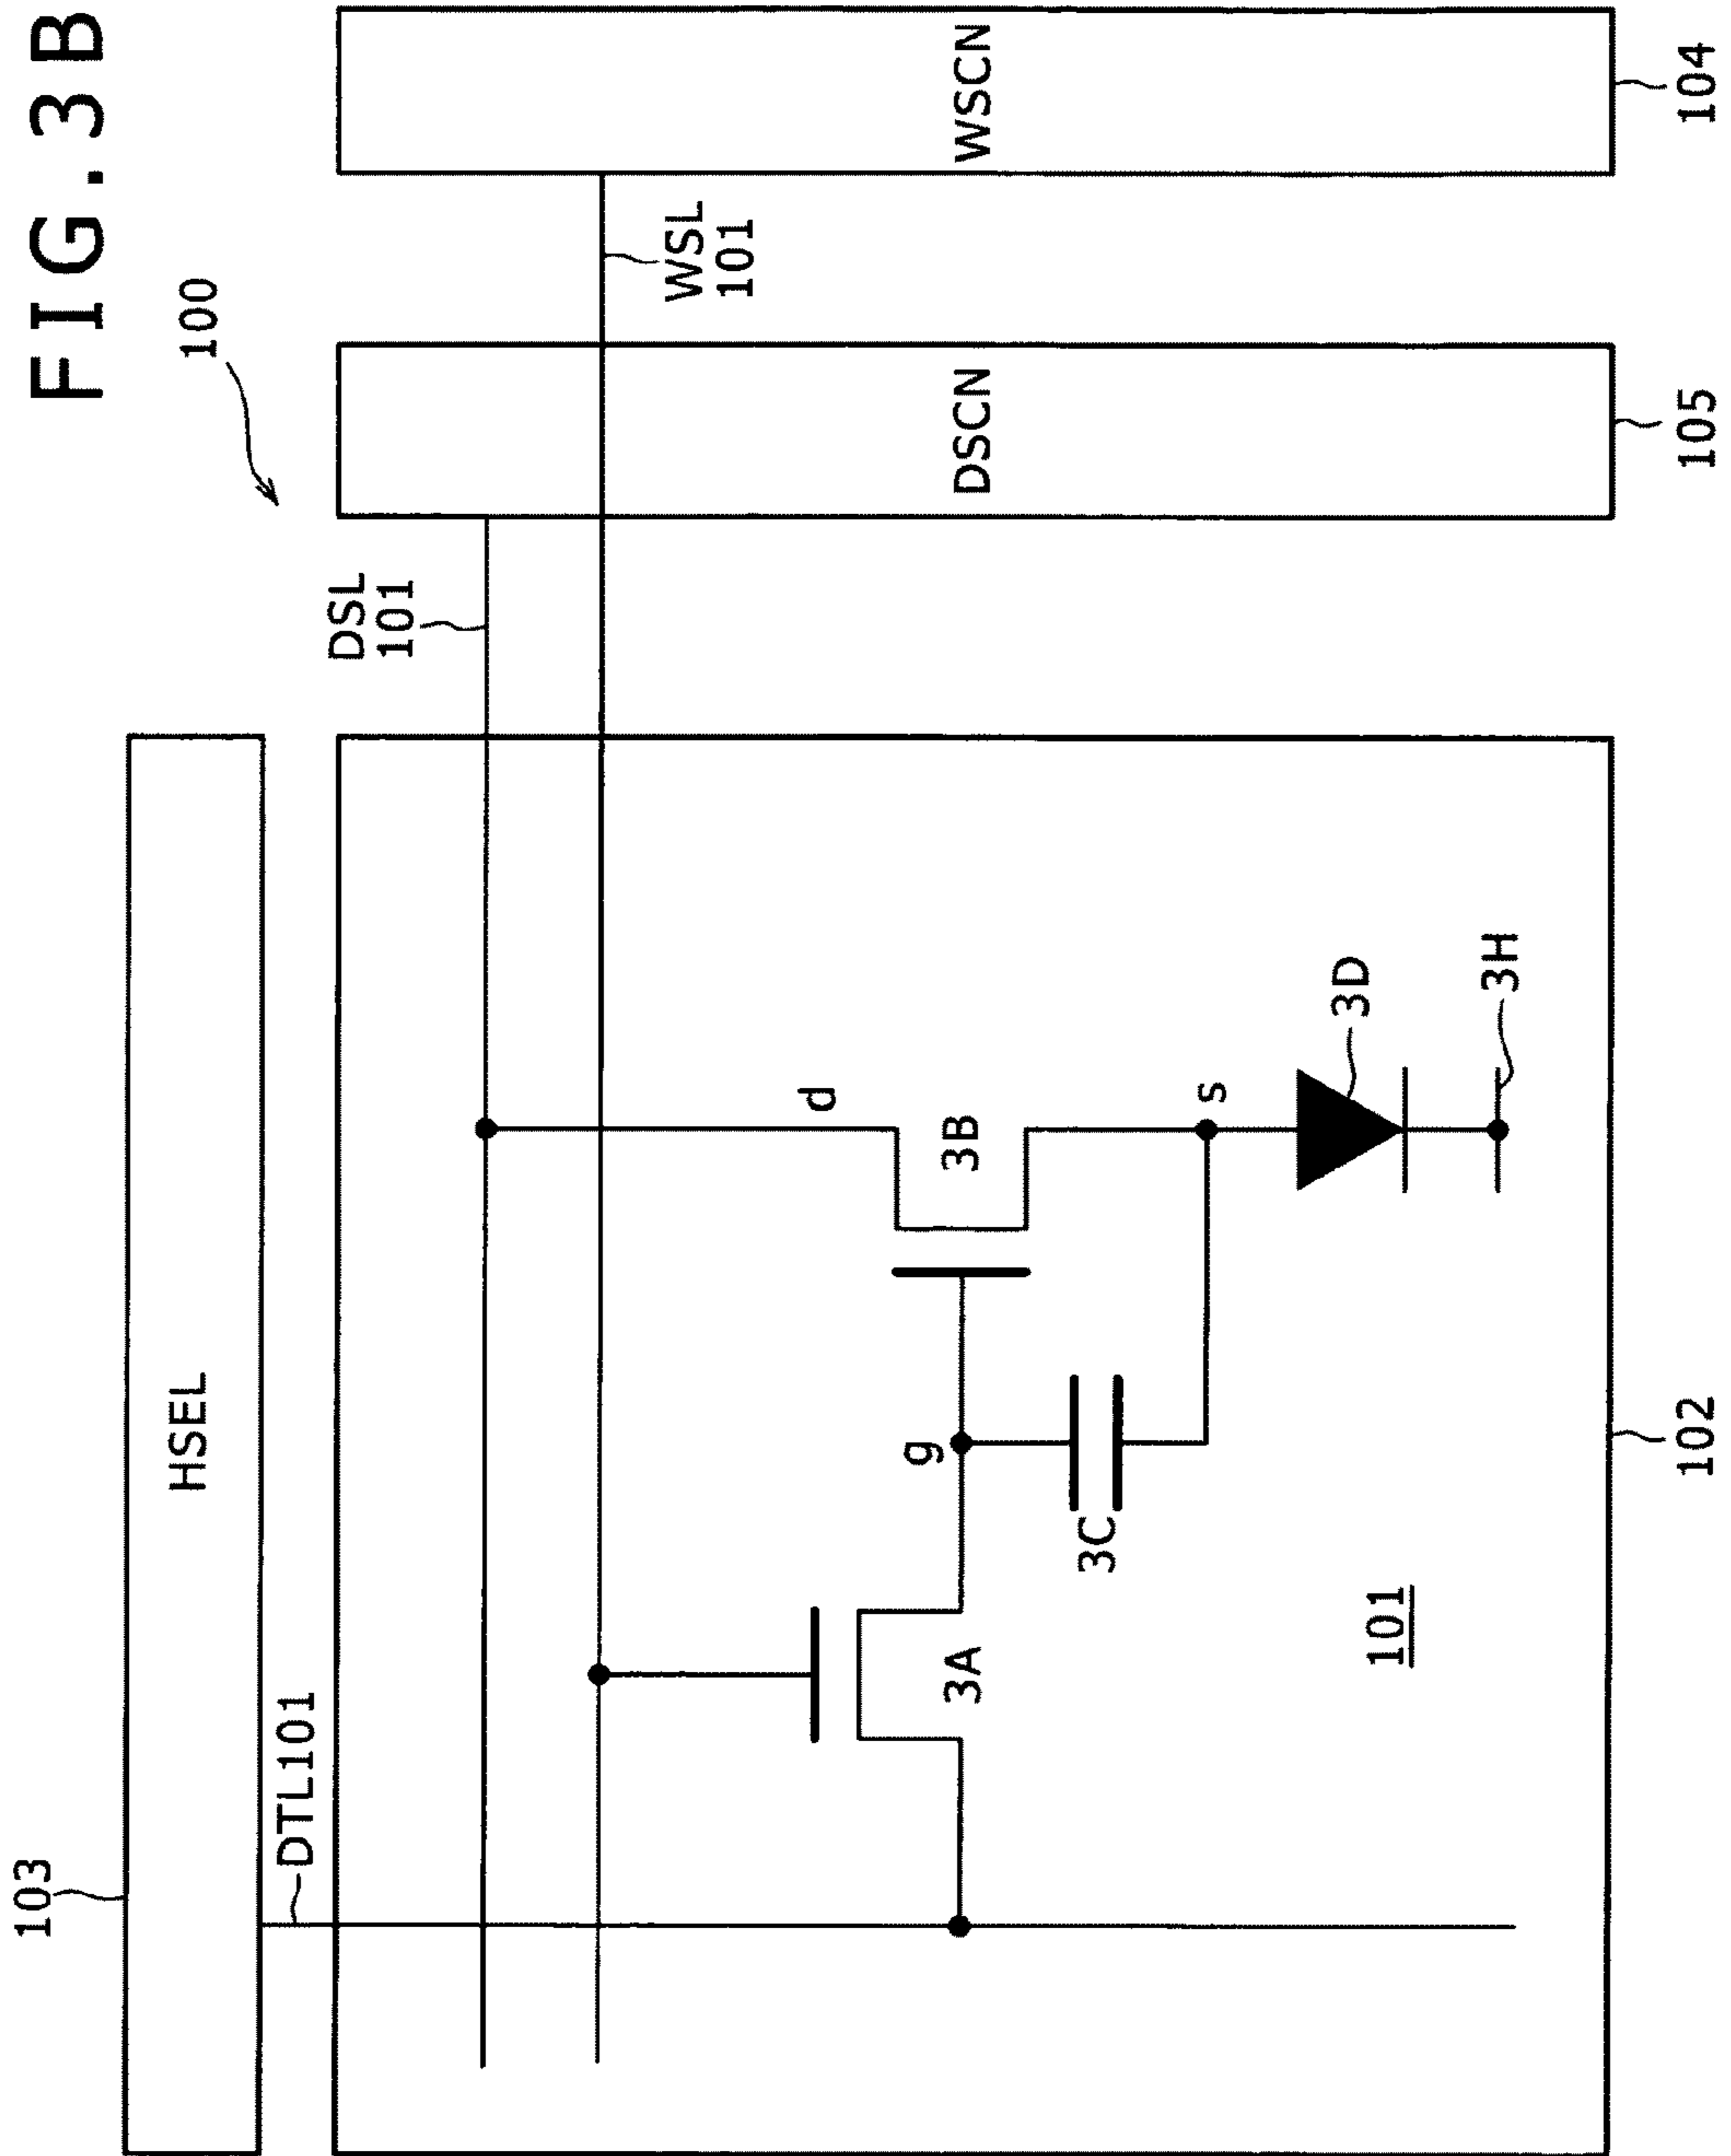 FIG.3B
100
103
HSEL
DTL101
DSL
101
WSL
101
DSCN
WSCN
d
3B
g
s
3A
3C
3D
3H
101
102
105
104